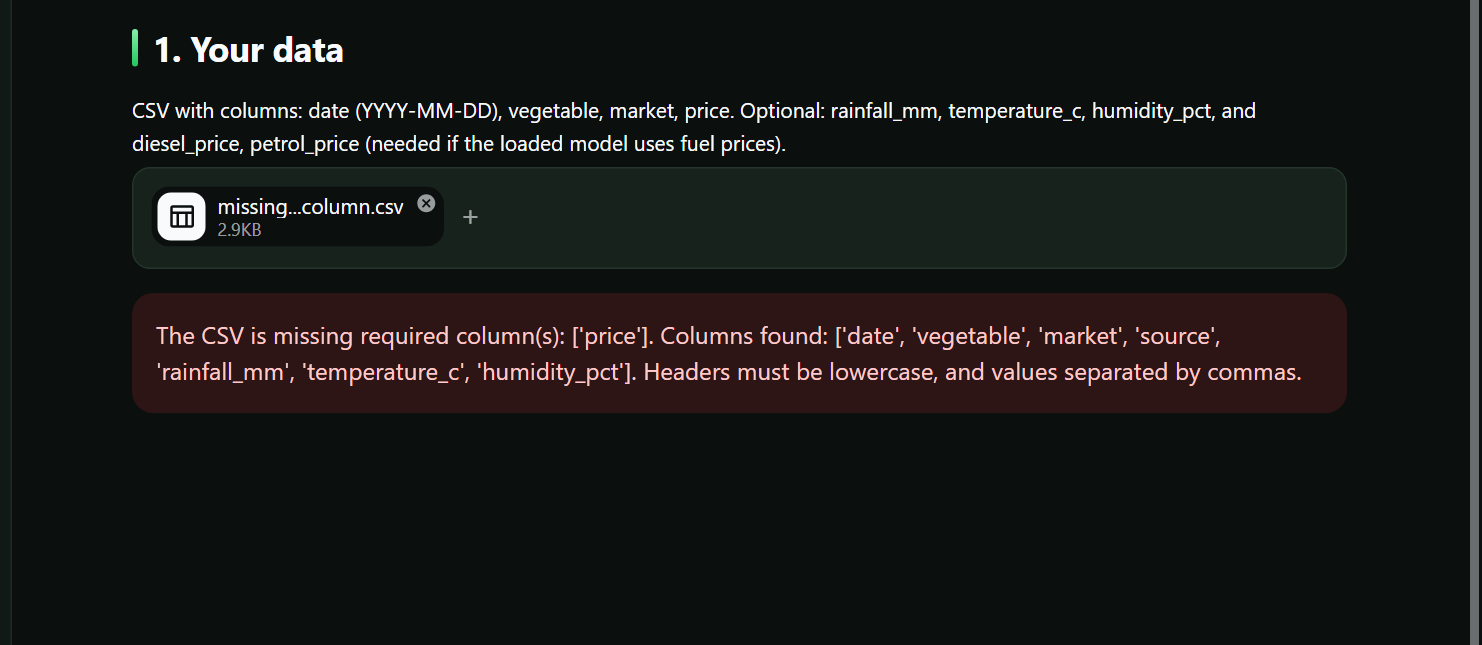 1. Your data
CSV with columns: date (YYYY-MM-DD), vegetable, market, price. Optional: rainfall_mm, temperature_c, humidity_pct, and
diesel_price, petrol_price (needed if the loaded model uses fuel prices).
missing...column.csv
2.9KB
The CSV is missing required column(s): ['price']. Columns found: ['date', 'vegetable', 'market', 'source',
'rainfall_mm', 'temperature_c', 'humidity_pct']. Headers must be lowercase, and values separated by commas.